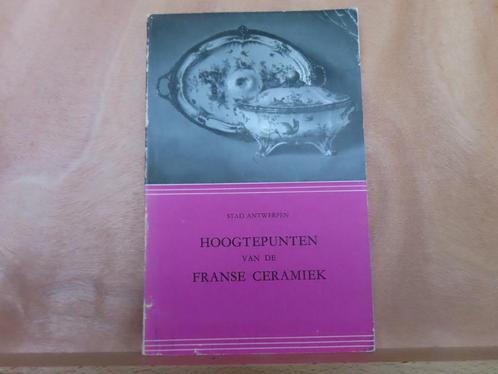 STAD ANTWERPEN
HOOGTEPUNTEN
VAN DE
FRANSE CERAMIEK